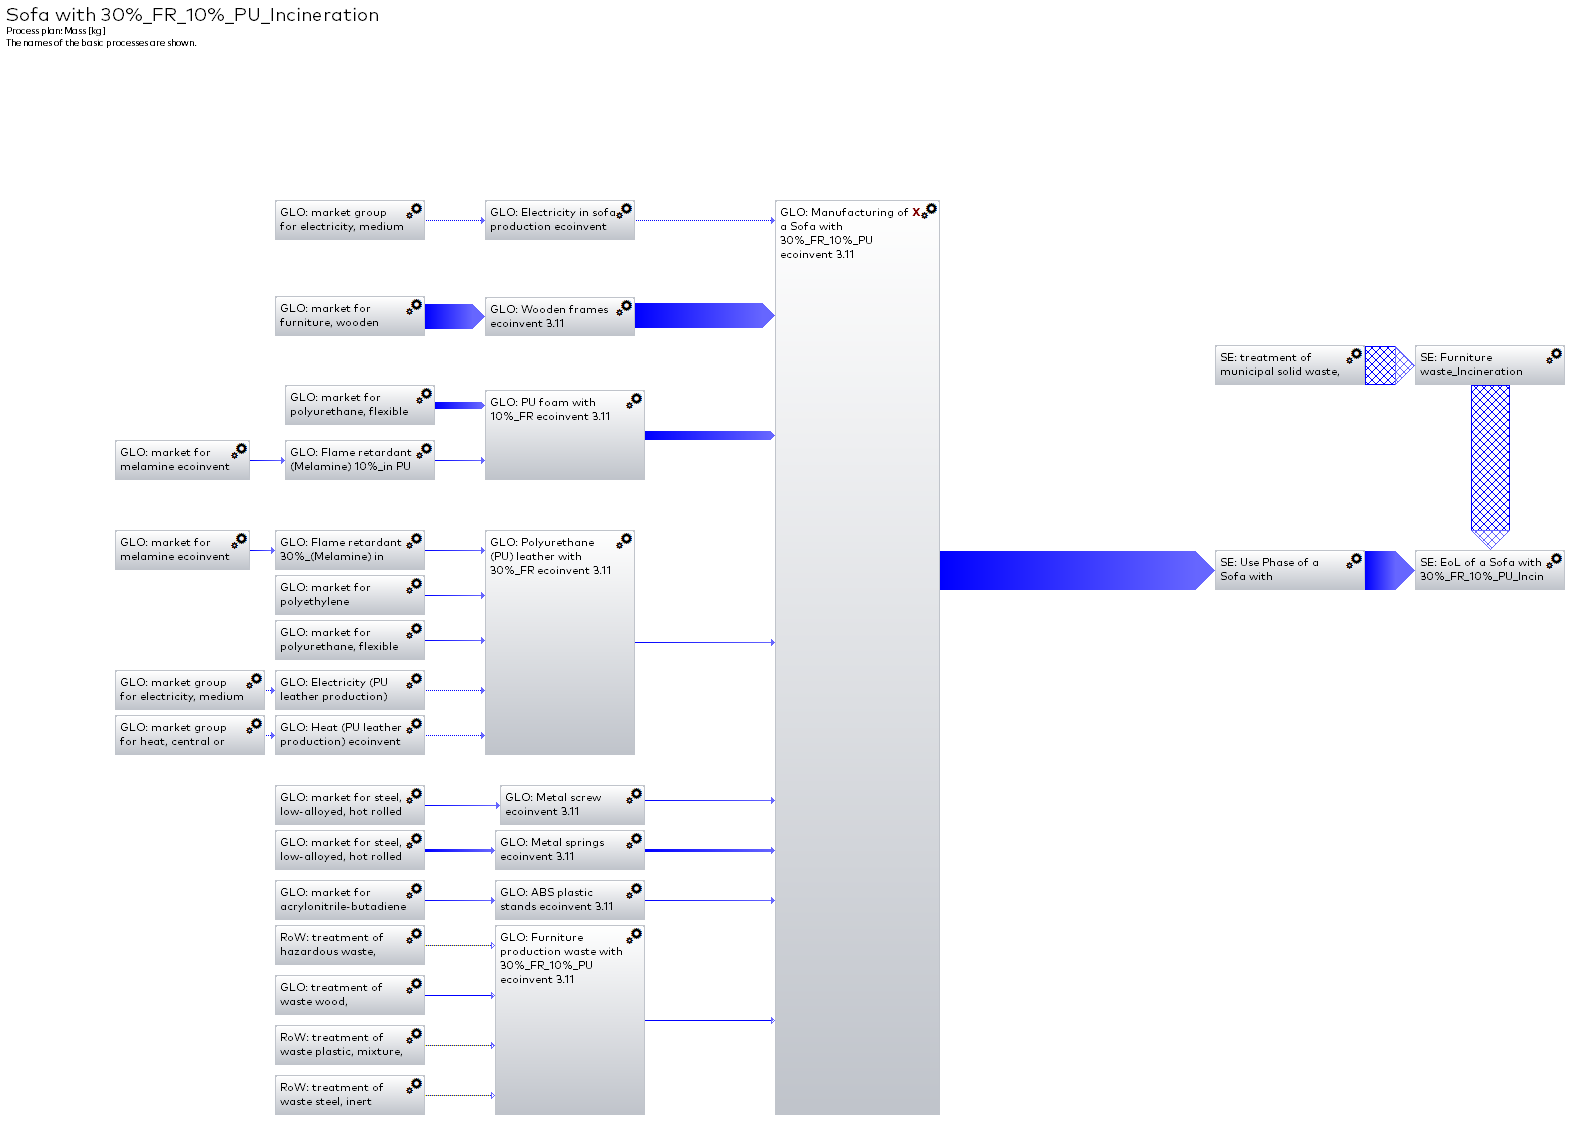 Sofa with 30%_FR_10%_PU_Incineration
Process plan: Mass [kg]
The names of the basic processes are shown.
GLO: market group
for electricity, medium
GLO: Electricity in sofa
production ecoinvent
GLO: Manufacturing of X
a Sofa with
30%_FR_10%_PU
ecoinvent 3.11
GLO: market for
furniture, wooden
GLO: Wooden frames
ecoinvent 3.11
SE: treatment of
municipal solid waste,
SE: Furniture
waste_Incineration
GLO: market for
polyurethane, flexible
GLO: PU foam with
10%_FR ecoinvent 3.11
GLO: market for
melamine ecoinvent
GLO: Flame retardant
(Melamine) 10%_in PU
GLO: market for
melamine ecoinvent
GLO: Flame retardant
30%_(Melamine) in
GLO: Polyurethane
(PU) leather with
30%_FR ecoinvent 3.11
SE: Use Phase of a
Sofa with
SE: EoL of a Sofa with
30%_FR_10%_PU_Incin
GLO: market for
polyethylene
GLO: market for
polyurethane, flexible
GLO: market group
for electricity, medium
GLO: Electricity (PU
leather production)
GLO: market group
for heat, central or
GLO: Heat (PU leather
production) ecoinvent
GLO: market for steel,
low-alloyed, hot rolled
GLO: Metal screw
ecoinvent 3.11
GLO: market for steel,
low-alloyed, hot rolled
GLO: Metal springs
ecoinvent 3.11
GLO: market for
acrylonitrile-butadiene
GLO: ABS plastic
stands ecoinvent 3.11
RoW: treatment of
hazardous waste,
GLO: Furniture
production waste with
30%_FR_10%_PU
ecoinvent 3.11
GLO: treatment of
waste wood,
RoW: treatment of
waste plastic, mixture,
RoW: treatment of
waste steel, inert